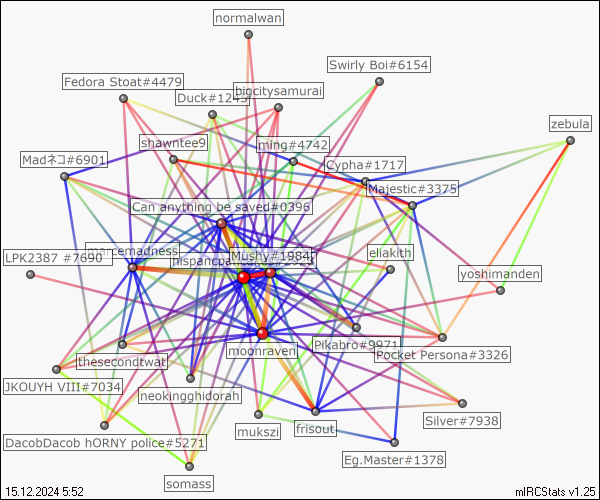 normalwan
Swirly Boi#6154
Fedora Stoat#4479
bigcitysamurai
Duck#1243
zebula
shawntee9
ming#4742
Madネコ#6901
Cypha#1717
Majestic#3375
Can anything be saved#0396
marcemadness
LPK2387 #7690
Mushy#1984
eliakith
yoshimanden
moonraven
Pikabro#9971
Pocket Persona#3326
thesecondtwat
JKOUYH VIII#7034
neokingghidorah
mukszi
frisout
Silver#7938
DacobDacob hORNY police#5271
Eg.Master#1378
somass
15.12.2024 5:52
mIRCStats v1.25